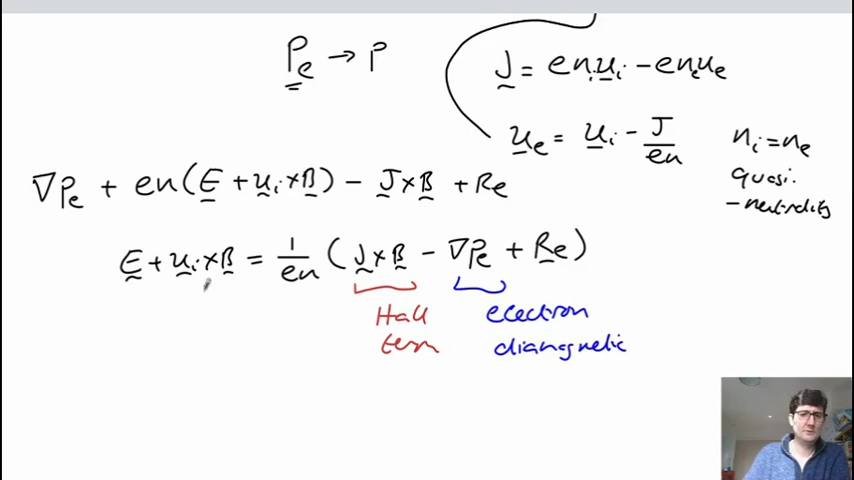 P̲e → P
J = en_i u_i − en_e u_e
u_e = u_i − J/en
n_i = n_e
quasi-
-neutrality
∇P_e + en(E + u_i × B) − J × B + R_e
E + u_i × B = 1/en (J × B − ∇P_e + R_e)
Hall
term
electron
diamagnetic